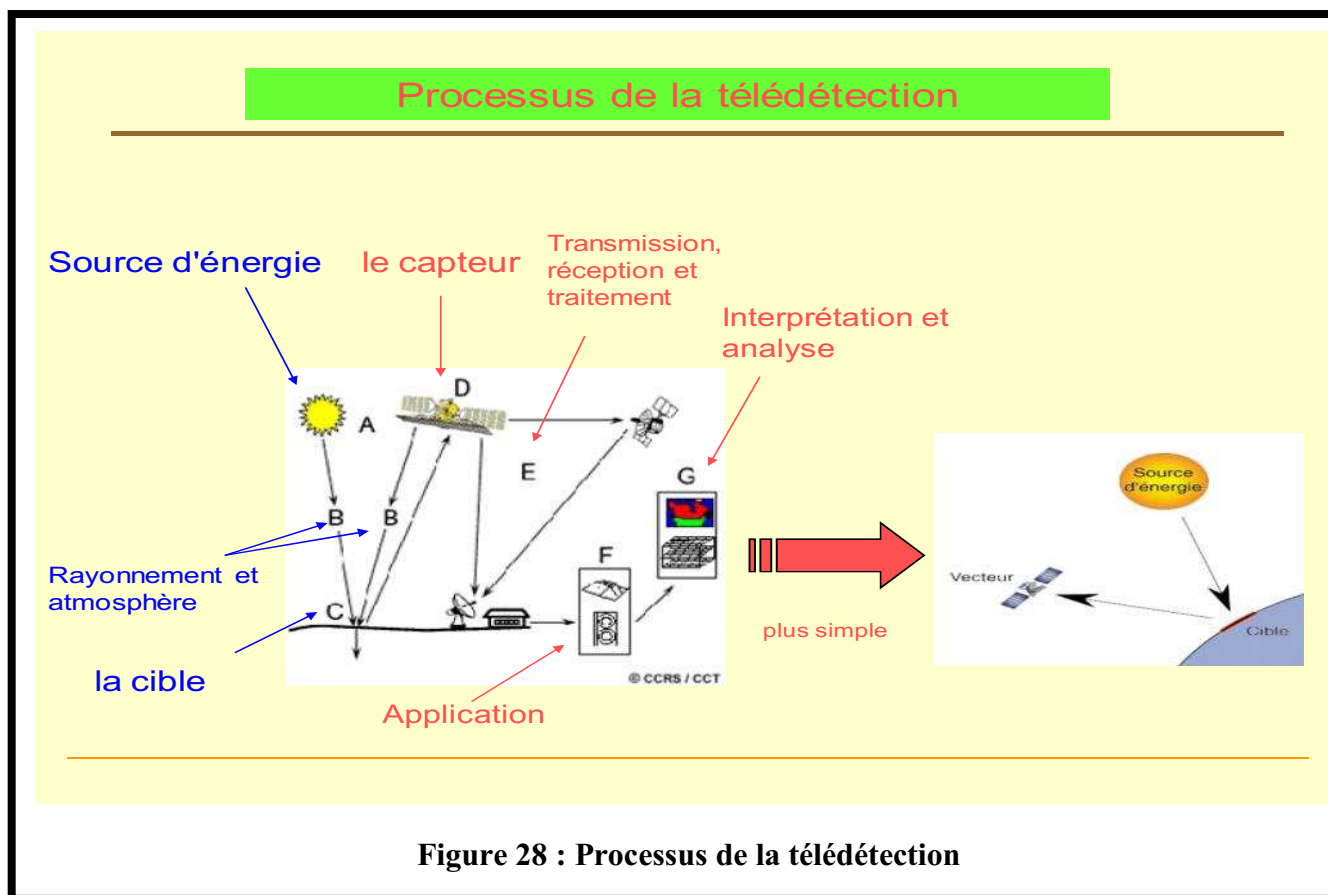 Processus de la télédétection
Source d'énergie
le capteur
Transmission,
réception et
traitement
Interprétation et
analyse
A
D
E
G
B
B
F
C
Rayonnement et
atmosphère
la cible
© CCRS / CCT
Application
plus simple
Source
d'énergie
Vecteur
Cible
Figure 28 : Processus de la télédétection